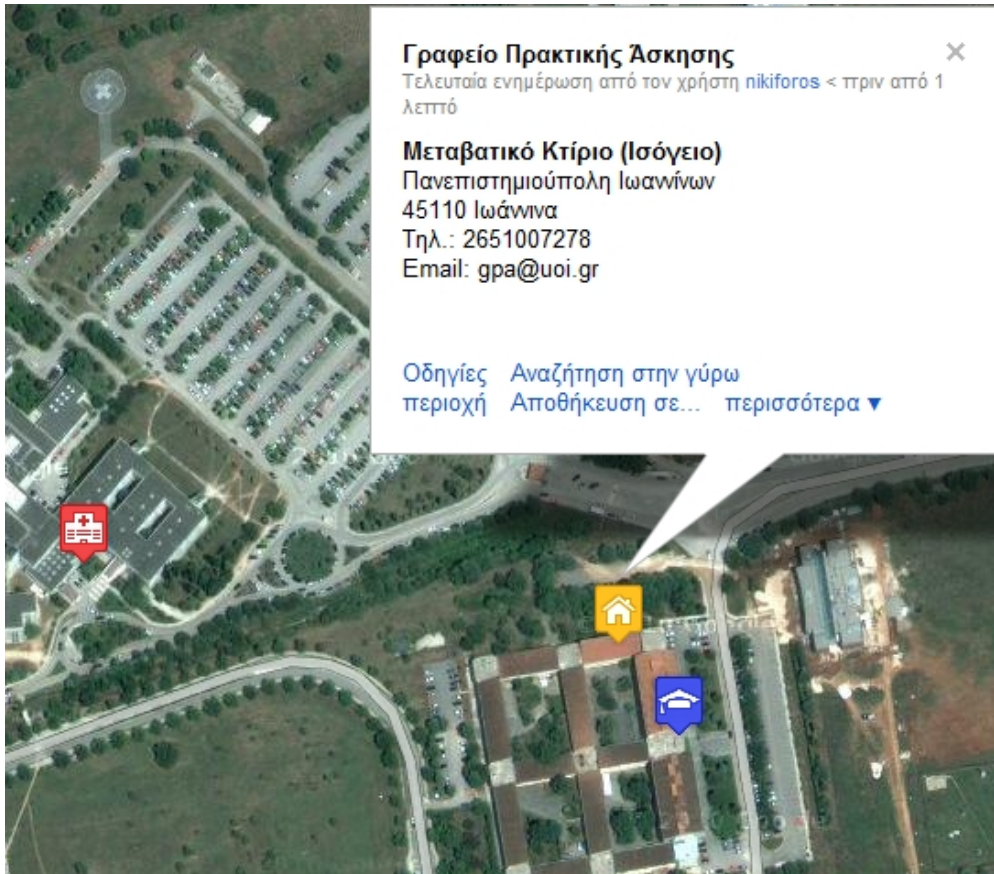 Γραφείο Πρακτικής Άσκησης
Τελευταία ενημέρωση από τον χρήστη nikiforos < πριν από 1
λεπτό
Μεταβατικό Κτίριο (Ισόγειο)
Πανεπιστημιούπολη Ιωαννίνων
45110 Ιωάννινα
Τηλ.: 2651007278
Email: gpa@uoi.gr
Οδηγίες Αναζήτηση στην γύρω
περιοχή Αποθήκευση σε... περισσότερα ▼